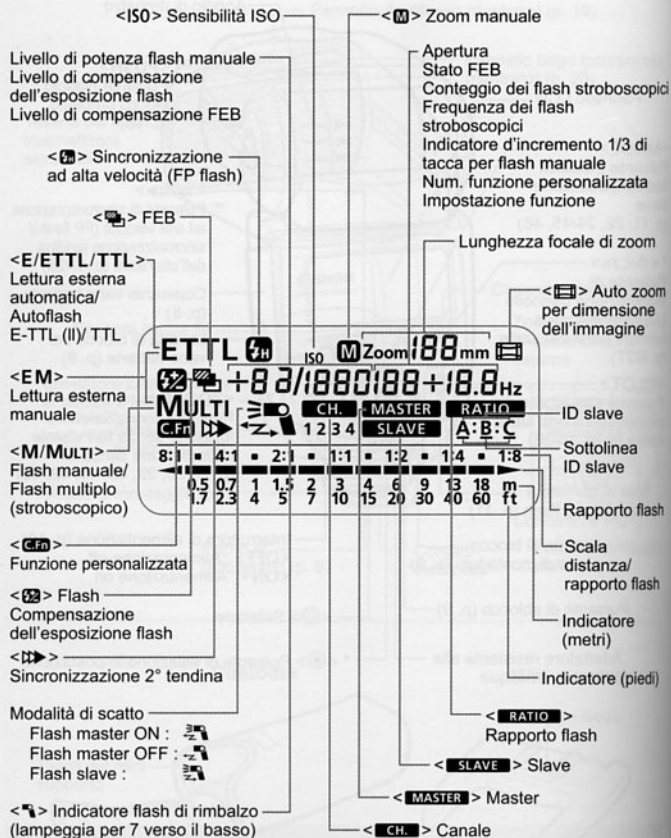 <ISO> Sensibilità ISO
<M> Zoom manuale
Livello di potenza flash manuale
Livello di compensazione
dell'esposizione flash
Livello di compensazione FEB
Apertura
Stato FEB
Conteggio dei flash stroboscopici
Frequenza dei flash
stroboscopici
Indicatore d'incremento 1/3 di
tacca per flash manuale
Num. funzione personalizzata
Impostazione funzione
<H> Sincronizzazione
ad alta velocità (FP flash)
< > FEB
Lunghezza focale di zoom
<E/ETTL/TTL>
Lettura esterna
automatica/
Autoflash
E-TTL (II)/ TTL
< > Auto zoom
per dimensione
dell'immagine
<EM>
Lettura esterna
manuale
<M/MULTI>
Flash manuale/
Flash multiplo
(stroboscopico)
ETTL H ISO M Zoom 188 mm
+8 8/1880188+18.8 Hz
MULTI CH. MASTER RATIO
C.Fn 1 2 3 4 SLAVE A:B:C
8:1 4:1 2:1 1:1 1:2 1:4 1:8
0.5 0.7 1 1.5 2 3 4 6 9 13 18 m
1.7 2.3 4 5 7 10 15 20 30 40 60 ft
ID slave
Sottolinea
ID slave
Rapporto flash
Scala
distanza/
rapporto flash
Indicatore
(metri)
Indicatore (piedi)
<C.Fn>
Funzione personalizzata
< > Flash
Compensazione
dell'esposizione flash
< >
Sincronizzazione 2° tendina
Modalità di scatto
Flash master ON :
Flash master OFF :
Flash slave :
< > Indicatore flash di rimbalzo
(lampeggia per 7 verso il basso)
<RATIO>
Rapporto flash
<SLAVE> Slave
<MASTER> Master
<CH.> Canale